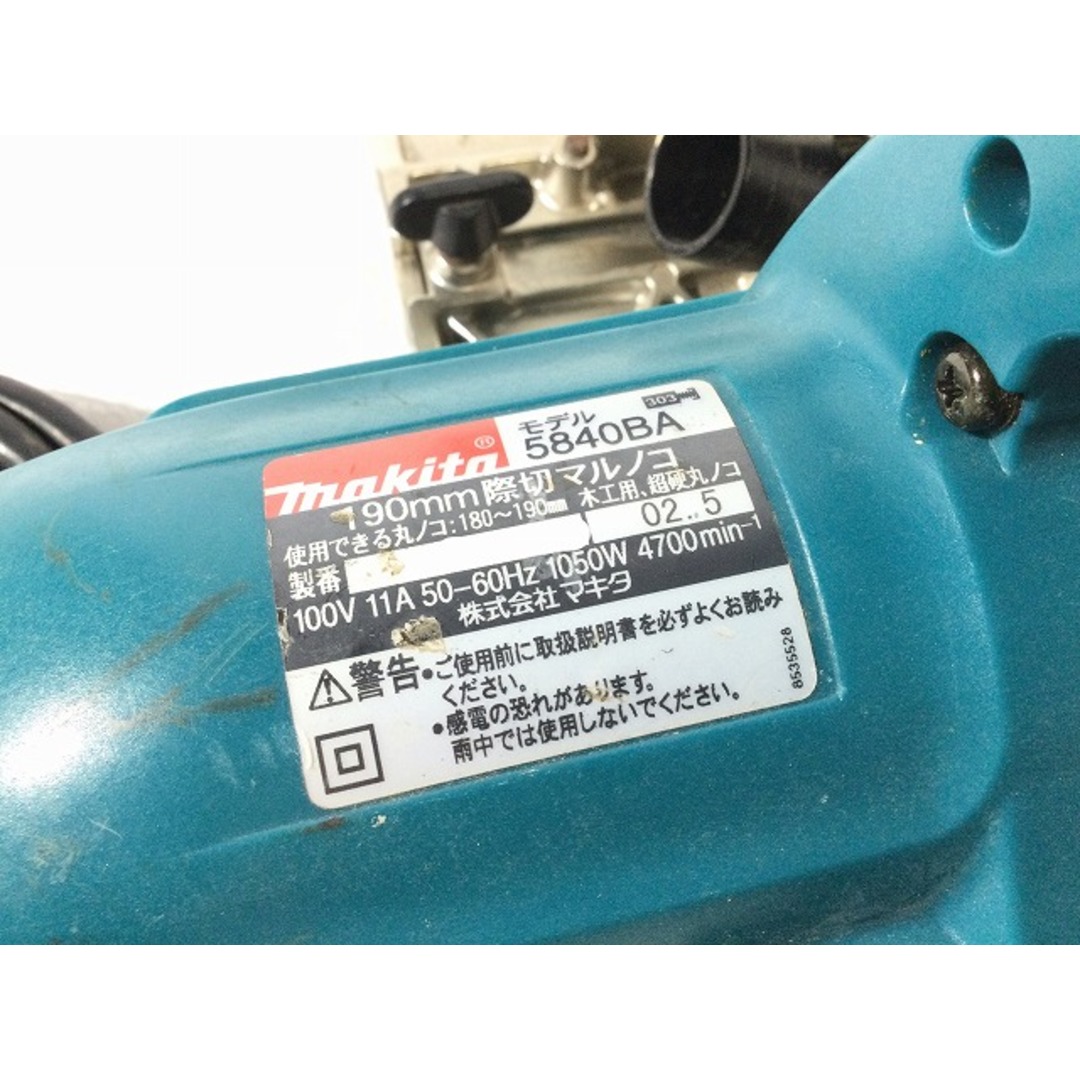 makita®
モデル
5840BA
303
190mm際切マルノコ
使用できる丸ノコ:180~190mm 木工用、超硬丸ノコ
製番
02..5
100V 11A 50-60Hz 1050W 4700min-1
株式会社マキタ
警告
●ご使用前に取扱説明書を必ずよくお読み
ください。
●感電の恐れがあります。
雨中では使用しないでください。
8535528